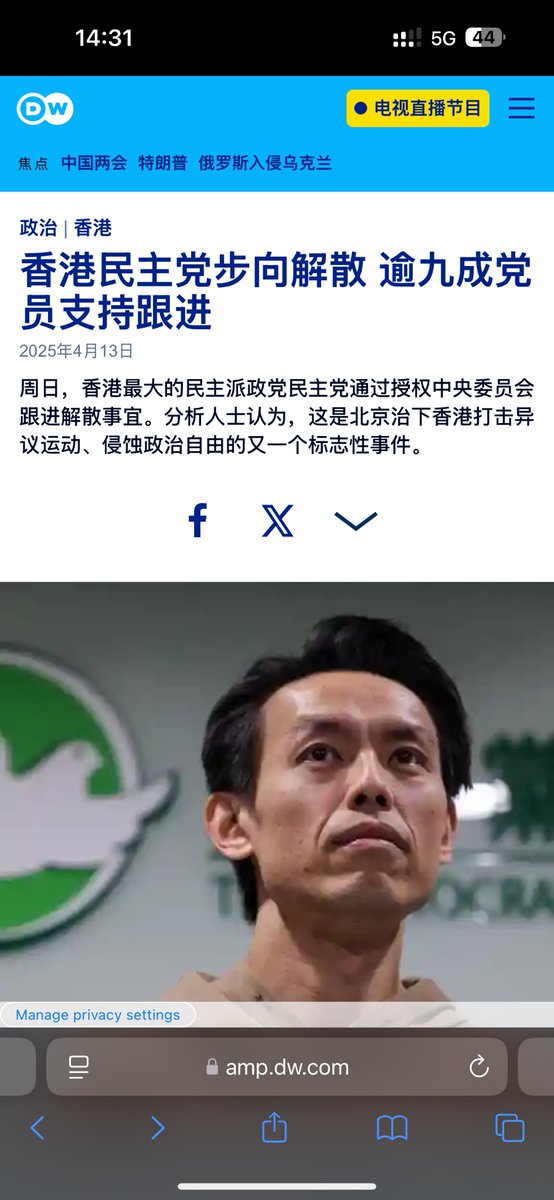 14:31
5G 44
DW
电视直播节目
焦点 中国两会 特朗普 俄罗斯入侵乌克兰
政治 | 香港
香港民主党步向解散 逾九成党
员支持跟进
2025年4月13日
周日，香港最大的民主派政党民主党通过授权中央委员会
跟进解散事宜。分析人士认为，这是北京治下香港打击异
议运动、侵蚀政治自由的又一个标志性事件。
Manage privacy settings
amp.dw.com